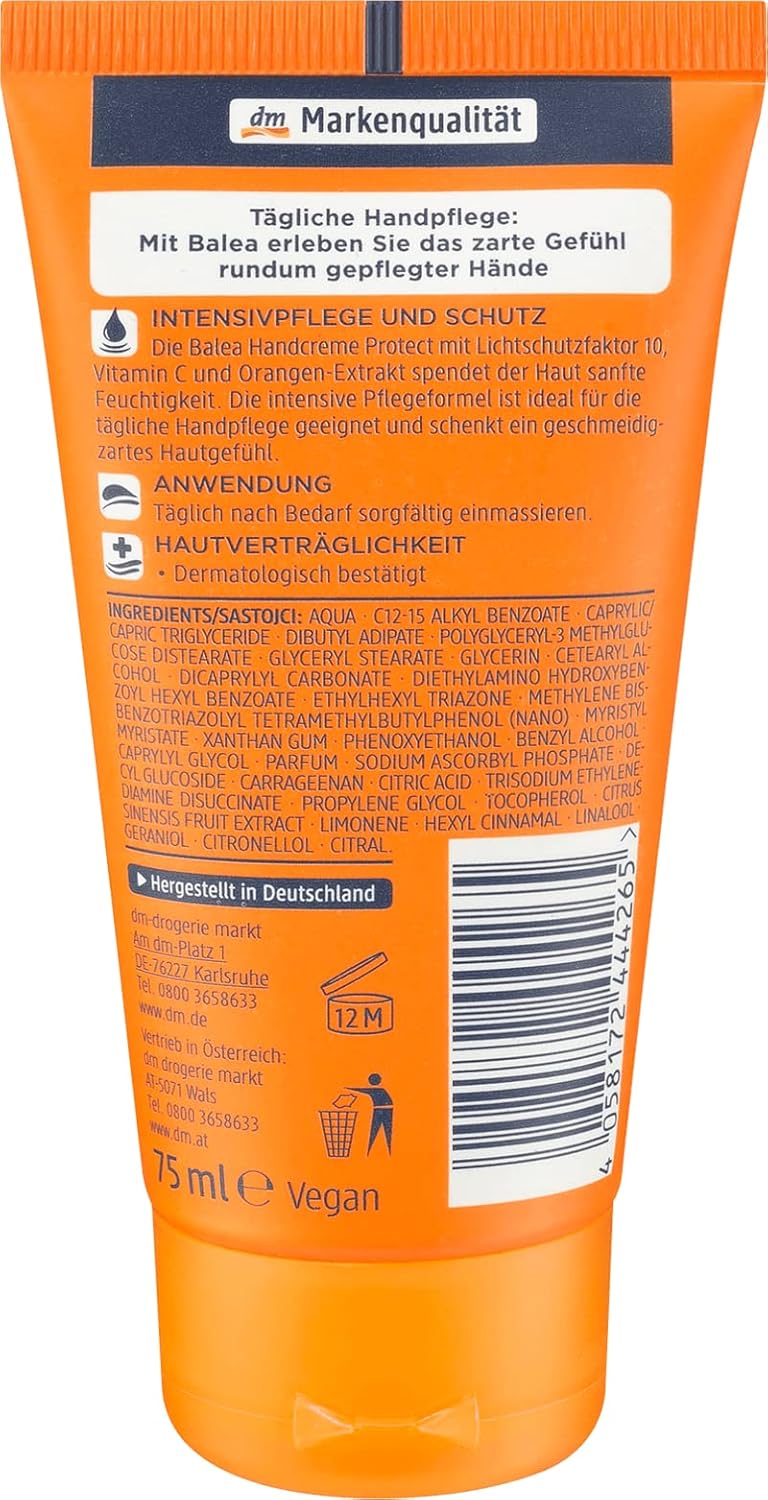 dm Markenqualität
Tägliche Handpflege:
Mit Balea erleben Sie das zarte Gefühl
rundum gepflegter Hände
INTENSIVPFLEGE UND SCHUTZ
Die Balea Handcreme Protect mit Lichtschutzfaktor 10,
Vitamin C und Orangen-Extrakt spendet der Haut sanfte
Feuchtigkeit. Die intensive Pflegeformel ist ideal für die
tägliche Handpflege geeignet und schenkt ein geschmeidig-
zartes Hautgefühl.
ANWENDUNG
Täglich nach Bedarf sorgfältig einmassieren.
HAUTVERTRÄGLICHKEIT
• Dermatologisch bestätigt
INGREDIENTS/SASTOJCI: AQUA · C12-15 ALKYL BENZOATE · CAPRYLIC/
CAPRIC TRIGLYCERIDE · DIBUTYL ADIPATE · POLYGLYCERYL-3 METHYLGLU-
COSE DISTEARATE · GLYCERYL STEARATE · GLYCERIN · CETEARYL AL-
COHOL · DICAPRYLYL CARBONATE · DIETHYLAMINO HYDROXYBEN-
ZOYL HEXYL BENZOATE · ETHYLHEXYL TRIAZONE · METHYLENE BIS-
BENZOTRIAZOLYL TETRAMETHYLBUTYLPHENOL (NANO) · MYRISTYL
MYRISTATE · XANTHAN GUM · PHENOXYETHANOL · BENZYL ALCOHOL ·
CAPRYLYL GLYCOL · PARFUM · SODIUM ASCORBYL PHOSPHATE · DE-
CYL GLUCOSIDE · CARRAGEENAN · CITRIC ACID · TRISODIUM ETHYLENE-
DIAMINE DISUCCINATE · PROPYLENE GLYCOL · TOCOPHEROL · CITRUS
SINENSIS FRUIT EXTRACT · LIMONENE · HEXYL CINNAMAL · LINALOOL ·
GERANIOL · CITRONELLOL · CITRAL.
Hergestellt in Deutschland
dm-drogerie markt
Am dm-Platz 1
DE-76227 Karlsruhe
Tel. 0800 3658633
www.dm.de
Vertrieb in Österreich:
dm drogerie markt
AT-5071 Wals
Tel. 0800 3658633
www.dm.at
12 M
75 ml e Vegan
4 058172 444265 >